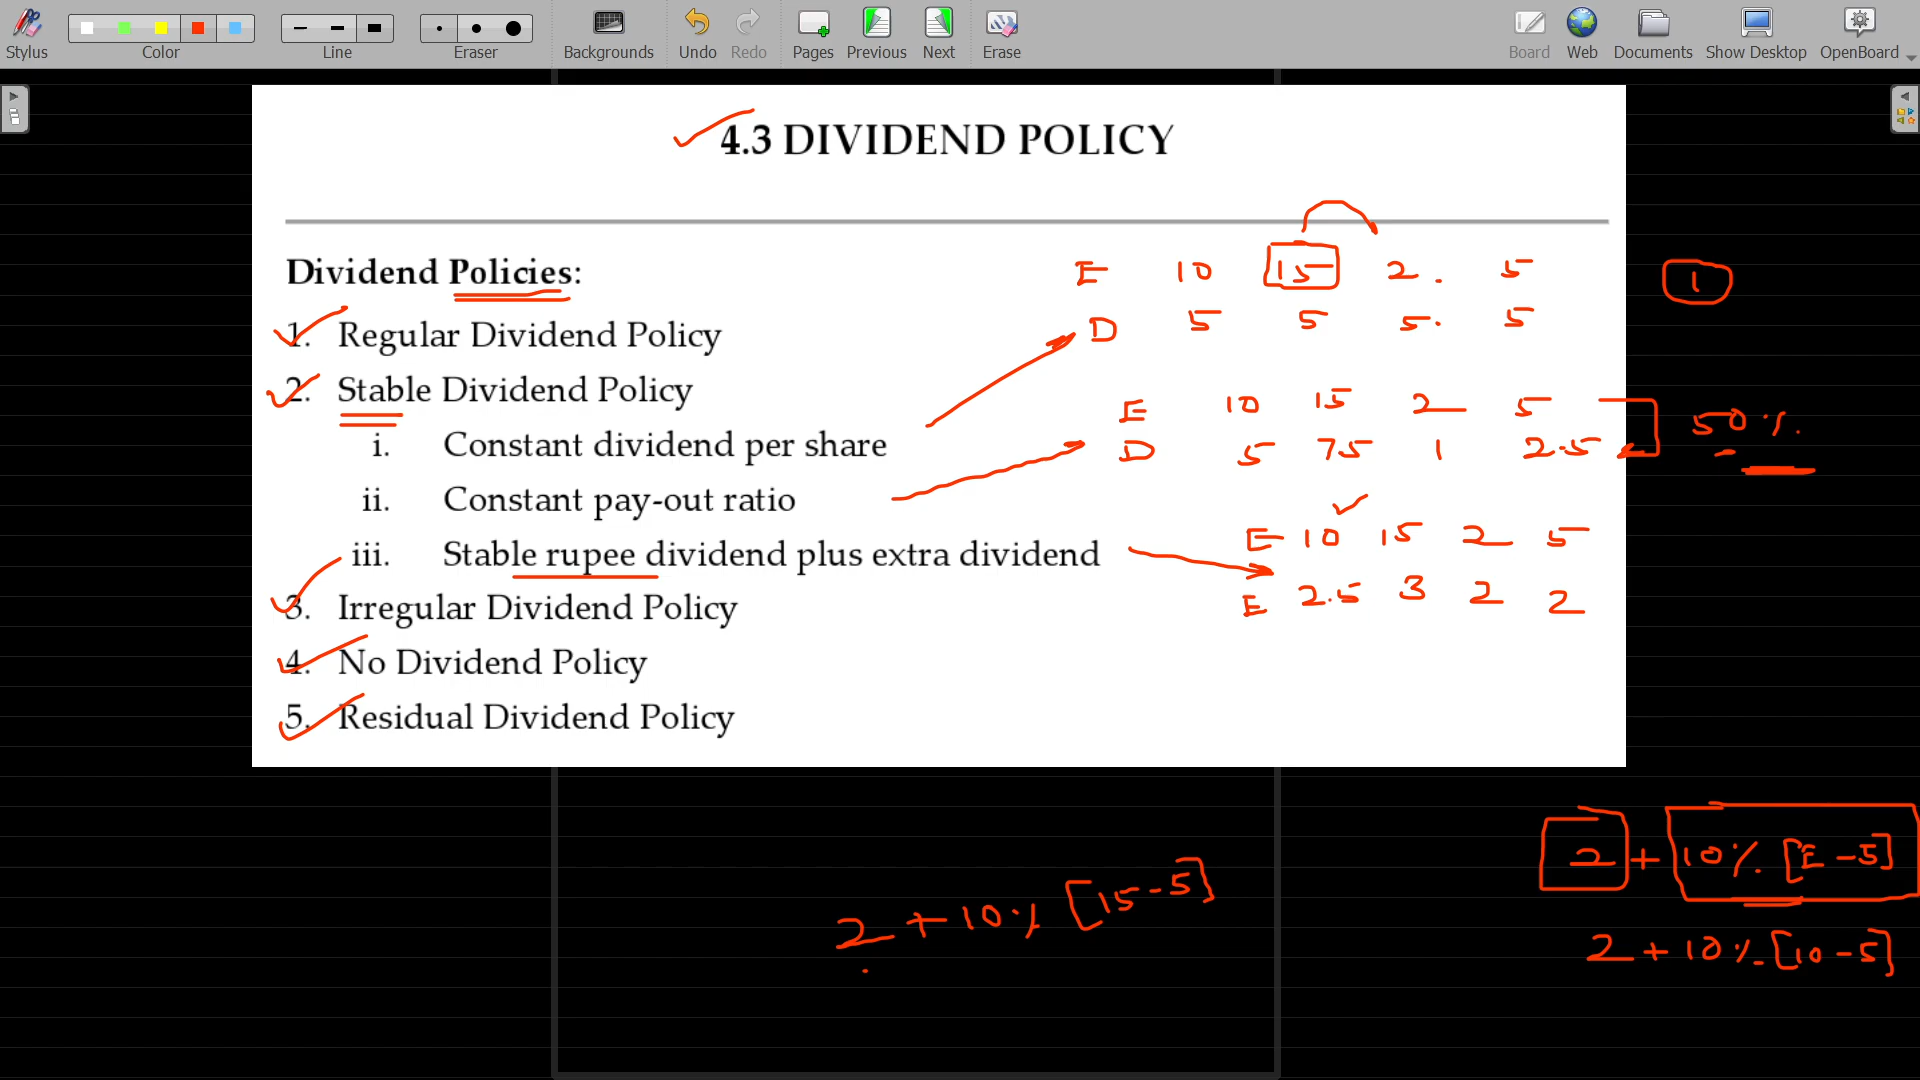 Stylus Color Line Eraser Backgrounds Undo Redo Pages Previous Next Erase Board Web Documents Show Desktop OpenBoard
4.3 DIVIDEND POLICY
Dividend Policies:
1. Regular Dividend Policy
2. Stable Dividend Policy
i. Constant dividend per share
ii. Constant pay-out ratio
iii. Stable rupee dividend plus extra dividend
3. Irregular Dividend Policy
4. No Dividend Policy
5. Residual Dividend Policy
E 10 15 2. 5
D 5 5 5. 5
1
E 10 15 2 5
D 5 7.5 1 2.5
50%.
E 10 15 2 5
E 2.5 3 2 2
2 + 10% [E - 5]
2 + 10% [10 - 5]
2 + 10% [15 - 5]